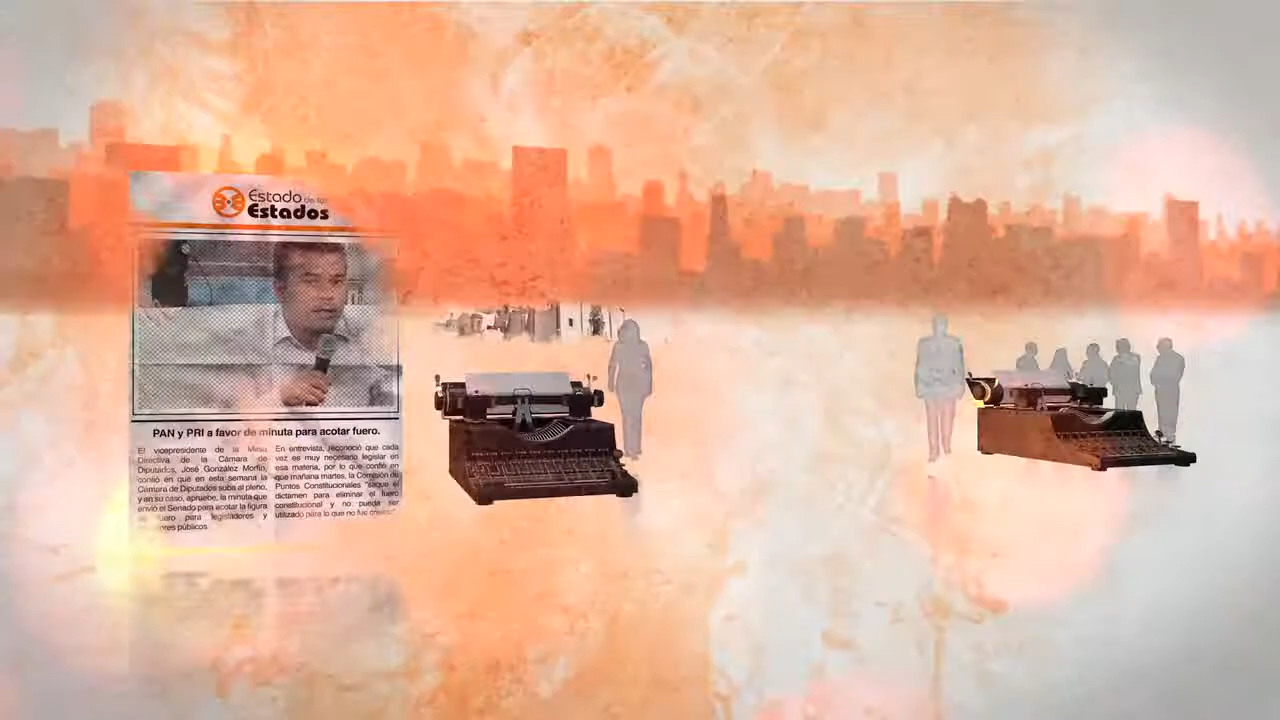 Estado de los
Estados
PAN y PRI a favor de minuta para acotar fuero.
El vicepresidente de la Mesa
Directiva de la Cámara de
Diputados, José González Morfín,
confió en que en esta semana la
Cámara de Diputados suba al pleno,
y en su caso, apruebe, la minuta que
envió el Senado para acotar la figura
fuero para legisladores y
públicos
En entrevista, reconoció que cada
vez es muy necesario legislar en
esa materia, por lo que confió en
que mañana martes, la Comisión de
Puntos Constitucionales "saque el
dictamen para eliminar el fuero
constitucional y no pueda ser
utilizado para lo que no fue